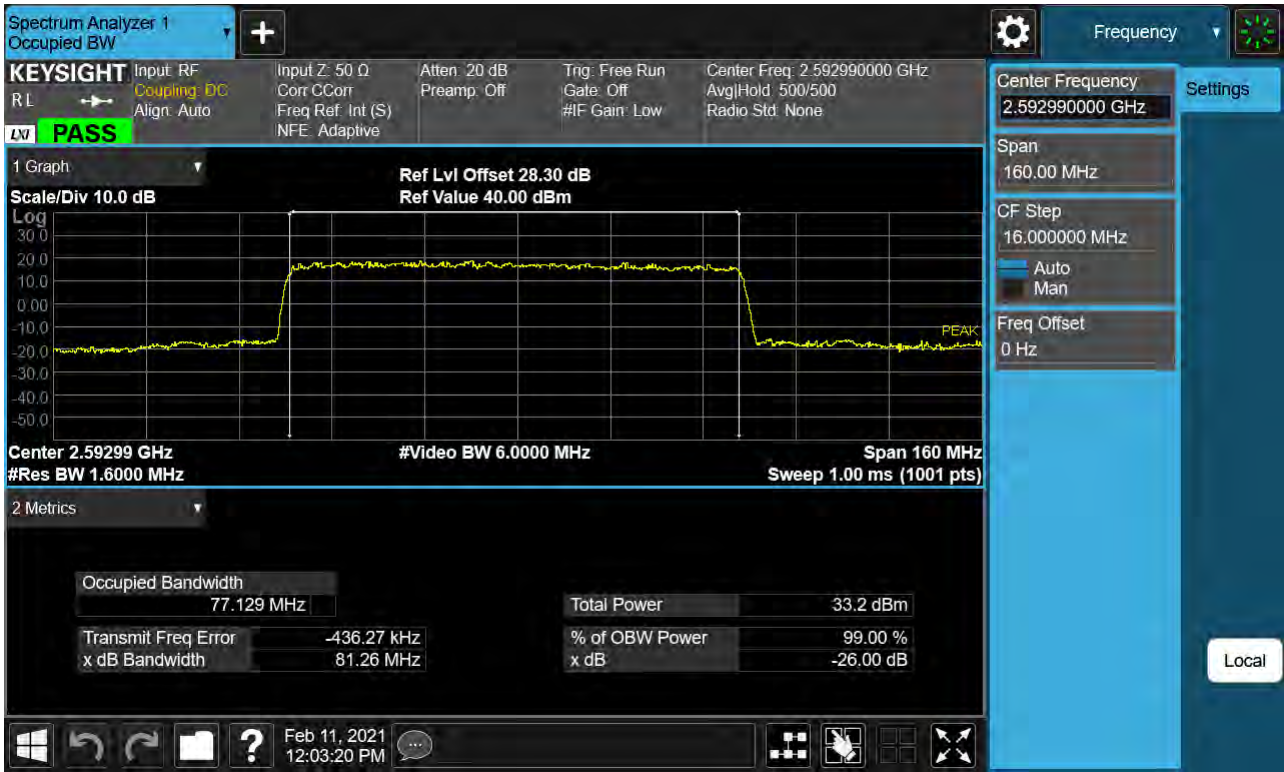 Spectrum Analyzer 1
Occupied BW
+
Frequency
KEYSIGHT
R L
LXI
PASS
Input: RF
Coupling: DC
Align: Auto
Input Z: 50 Ω
Corr CCorr
Freq Ref: Int (S)
NFE: Adaptive
Atten: 20 dB
Preamp: Off
Trig: Free Run
Gate: Off
#IF Gain: Low
Center Freq: 2.592990000 GHz
Avg|Hold: 500/500
Radio Std: None
Center Frequency
2.592990000 GHz
Settings
Span
160.00 MHz
CF Step
16.000000 MHz
Auto
Man
Freq Offset
0 Hz
Local
1 Graph
Scale/Div 10.0 dB
Ref Lvl Offset 28.30 dB
Ref Value 40.00 dBm
Log
30.0
20.0
10.0
0.00
-10.0
-20.0
-30.0
-40.0
-50.0
PEAK
Center 2.59299 GHz
#Video BW 6.0000 MHz
Span 160 MHz
#Res BW 1.6000 MHz
Sweep 1.00 ms (1001 pts)
2 Metrics
Occupied Bandwidth
77.129 MHz
Total Power 33.2 dBm
Transmit Freq Error -436.27 kHz
% of OBW Power 99.00 %
x dB Bandwidth 81.26 MHz
x dB -26.00 dB
?
Feb 11, 2021
12:03:20 PM